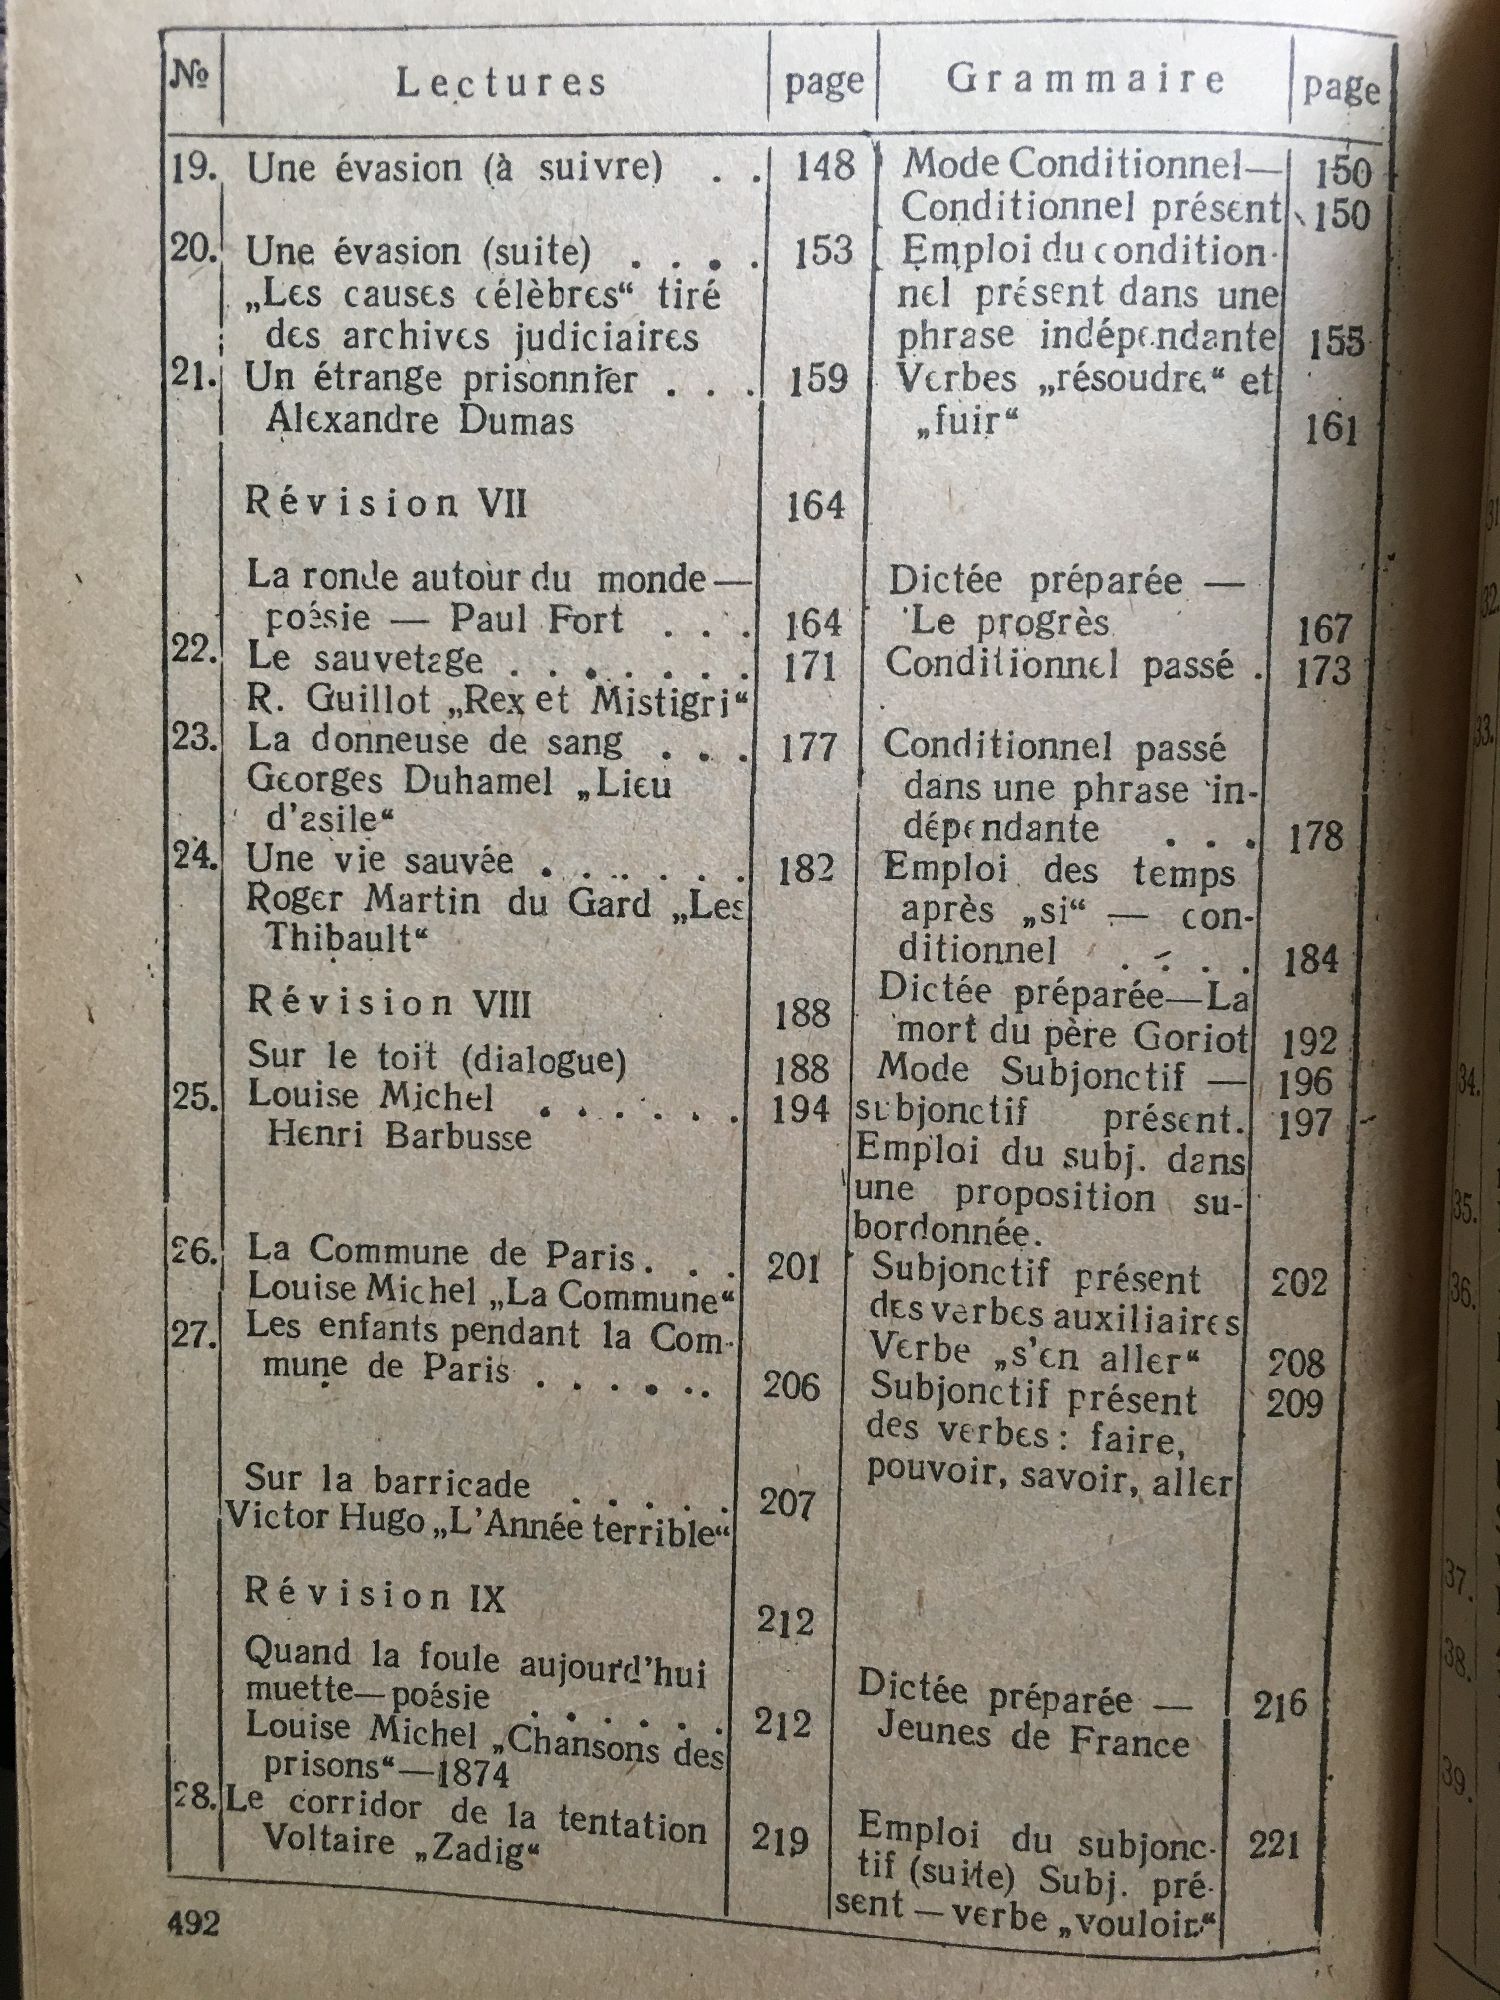 № Lectures page Grammaire page
19. Une évasion (à suivre) . . 148 Mode Conditionnel— 150
Conditionnel présent 150
20. Une évasion (suite) . . . . 153 Emploi du condition-
„Les causes célèbres“ tiré nel présent dans une
des archives judiciaires phrase indépendante 155
21. Un étrange prisonnier . . . 159 Verbes „résoudre“ et
Alexandre Dumas „fuir“ 161
Révision VII 164
La ronde autour du monde— Dictée préparée —
poésie — Paul Fort . . . 164 Le progrès 167
22. Le sauvetage . . . . . . . 171 Conditionnel passé . 173
R. Guillot „Rex et Mistigri“
23. La donneuse de sang . . . 177 Conditionnel passé
Georges Duhamel „Lieu dans une phrase in-
d'asile“ dépendante . . . 178
24. Une vie sauvée . . . . . . 182 Emploi des temps
Roger Martin du Gard „Les après „si“ — con-
Thibault“ ditionnel . . . . 184
Révision VIII 188 Dictée préparée—La
mort du père Goriot 192
Sur le toit (dialogue) 188 Mode Subjonctif — 196
25. Louise Michel . . . . . . 194 subjonctif présent. 197
Henri Barbusse Emploi du subj. dans
une proposition su-
bordonnée.
26. La Commune de Paris. . . 201 Subjonctif présent 202
Louise Michel „La Commune“ des verbes auxiliaires
27. Les enfants pendant la Com- Verbe „s'en aller“ 208
mune de Paris . . . . . . 206 Subjonctif présent 209
des verbes : faire,
Sur la barricade . . . . . 207 pouvoir, savoir, aller
Victor Hugo „L'Année terrible“
Révision IX 212
Quand la foule aujourd'hui
muette—poésie . . . . . . 212 Dictée préparée — 216
Louise Michel „Chansons des Jeunes de France
prisons“—1874
28. Le corridor de la tentation 219 Emploi du subjonc- 221
Voltaire „Zadig“ tif (suite) Subj. pré-
sent — verbe „vouloir“
492
31
32.
33.
34.
35.
36.
37.
38.
39.